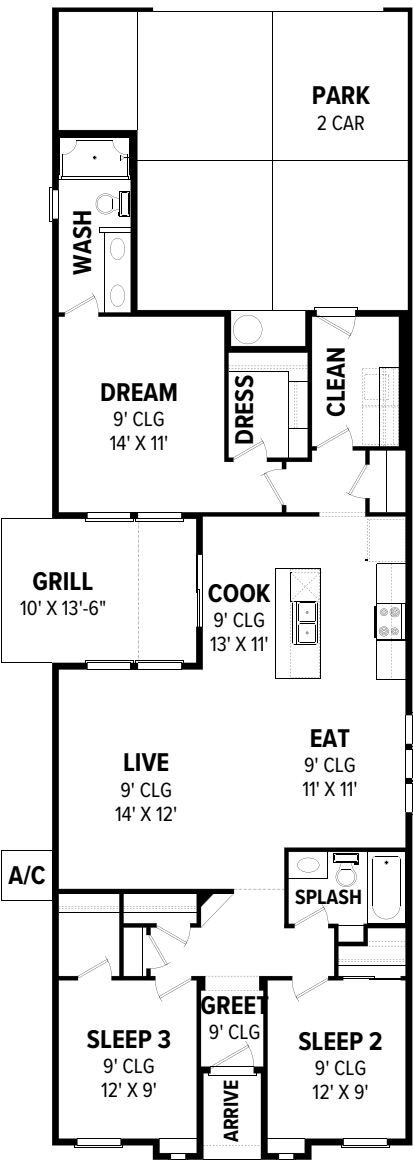 PARK
2 CAR
WASH
DREAM
9' CLG
14' X 11'
DRESS
CLEAN
GRILL
10' X 13'-6"
COOK
9' CLG
13' X 11'
EAT
9' CLG
11' X 11'
LIVE
9' CLG
14' X 12'
A/C
SPLASH
GREET
9' CLG
SLEEP 3
9' CLG
12' X 9'
SLEEP 2
9' CLG
12' X 9'
ARRIVE